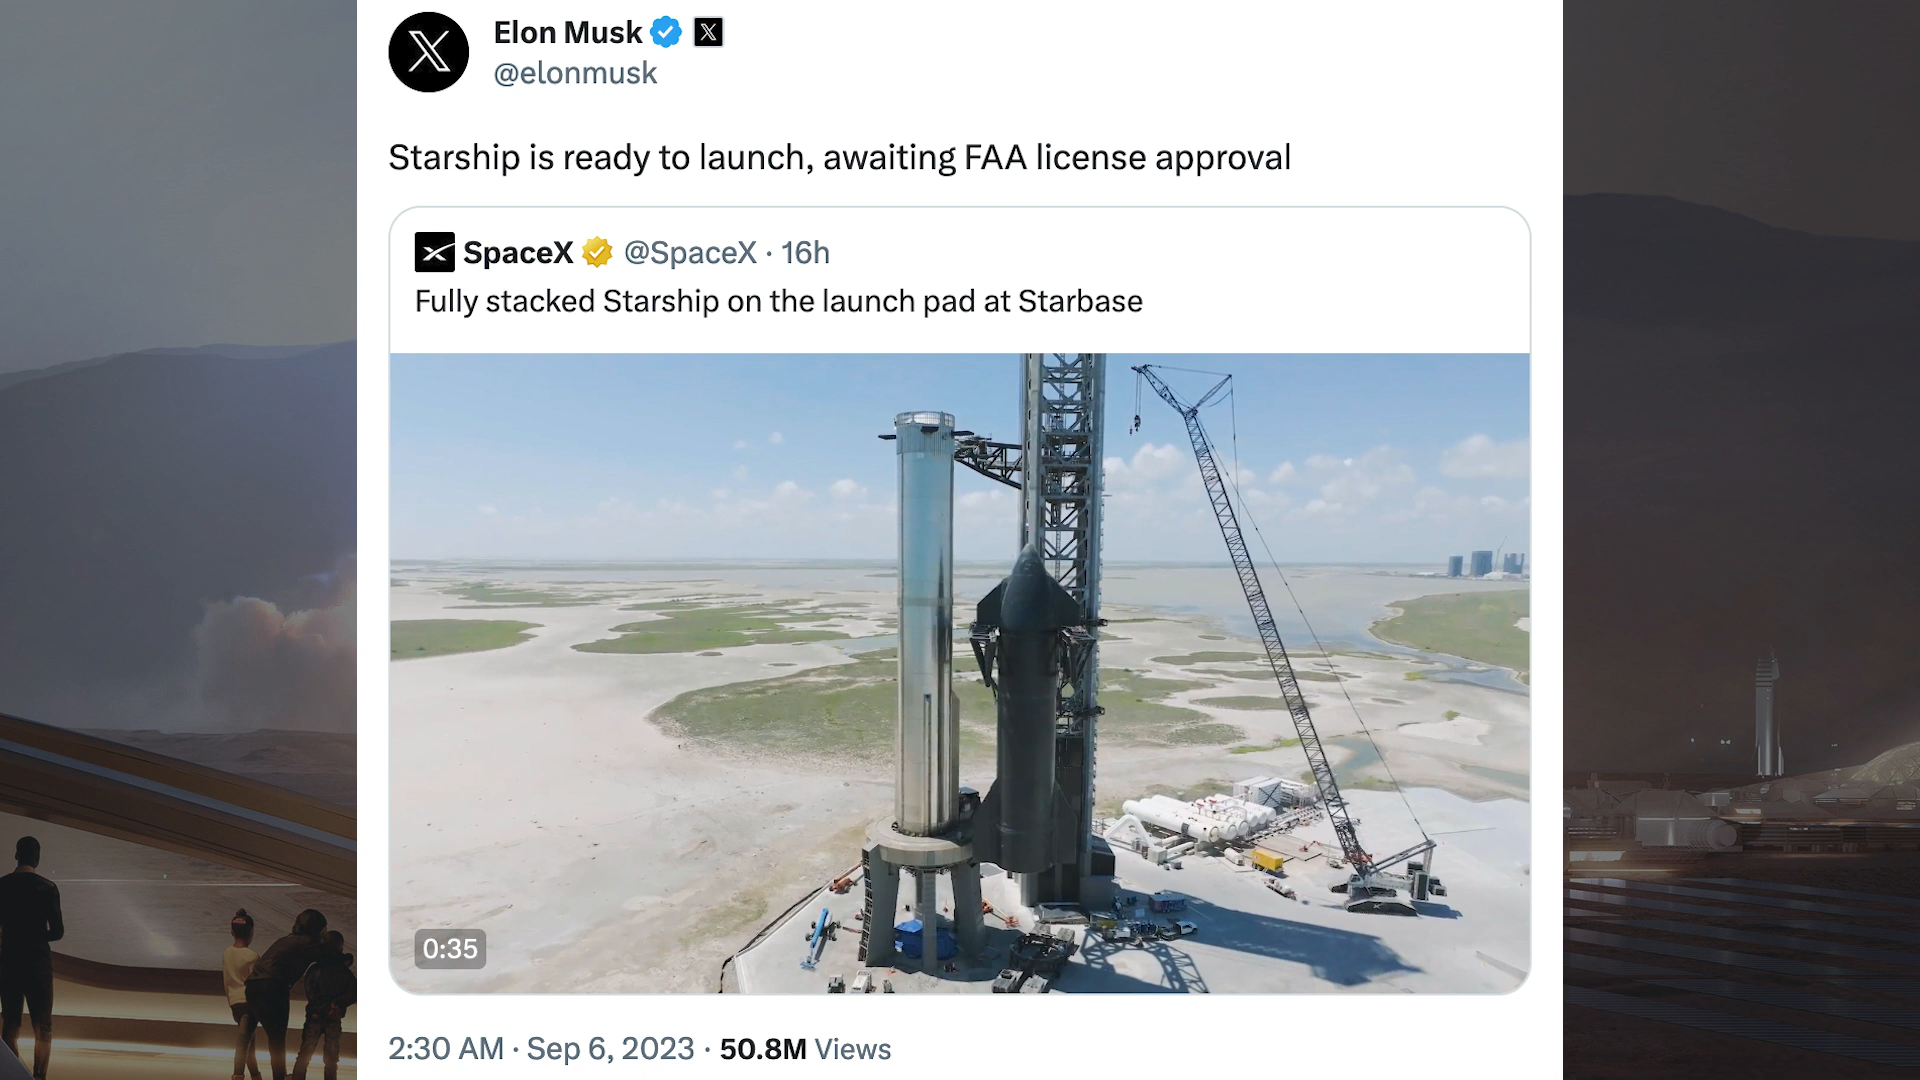 Elon Musk
@elonmusk
Starship is ready to launch, awaiting FAA license approval
SpaceX @SpaceX · 16h
Fully stacked Starship on the launch pad at Starbase
0:35
2:30 AM · Sep 6, 2023 · 50.8M Views